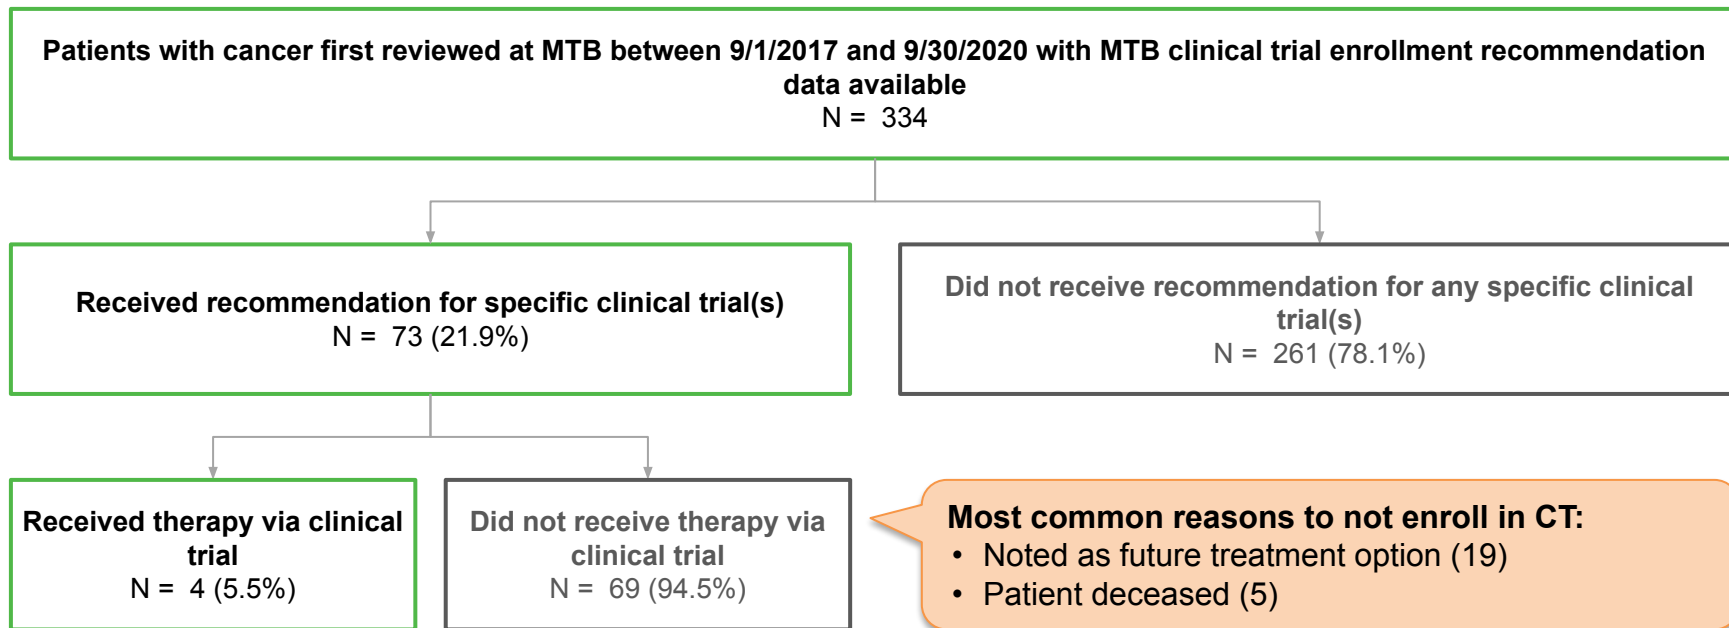 Patients with cancer first reviewed at MTB between 9/1/2017 and 9/30/2020 with MTB clinical trial enrollment recommendation
data available
N = 334
Received recommendation for specific clinical trial(s)
N = 73 (21.9%)
Did not receive recommendation for any specific clinical
trial(s)
N = 261 (78.1%)
Received therapy via clinical
trial
N = 4 (5.5%)
Did not receive therapy via
clinical trial
N = 69 (94.5%)
Most common reasons to not enroll in CT:
• Noted as future treatment option (19)
• Patient deceased (5)